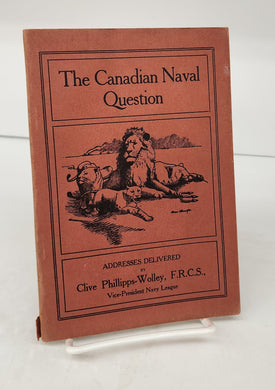 The Canadian Naval
Question
ADDRESSES DELIVERED
BY
Clive Phillipps-Wolley, F.R.C.S.,
Vice-President Navy League